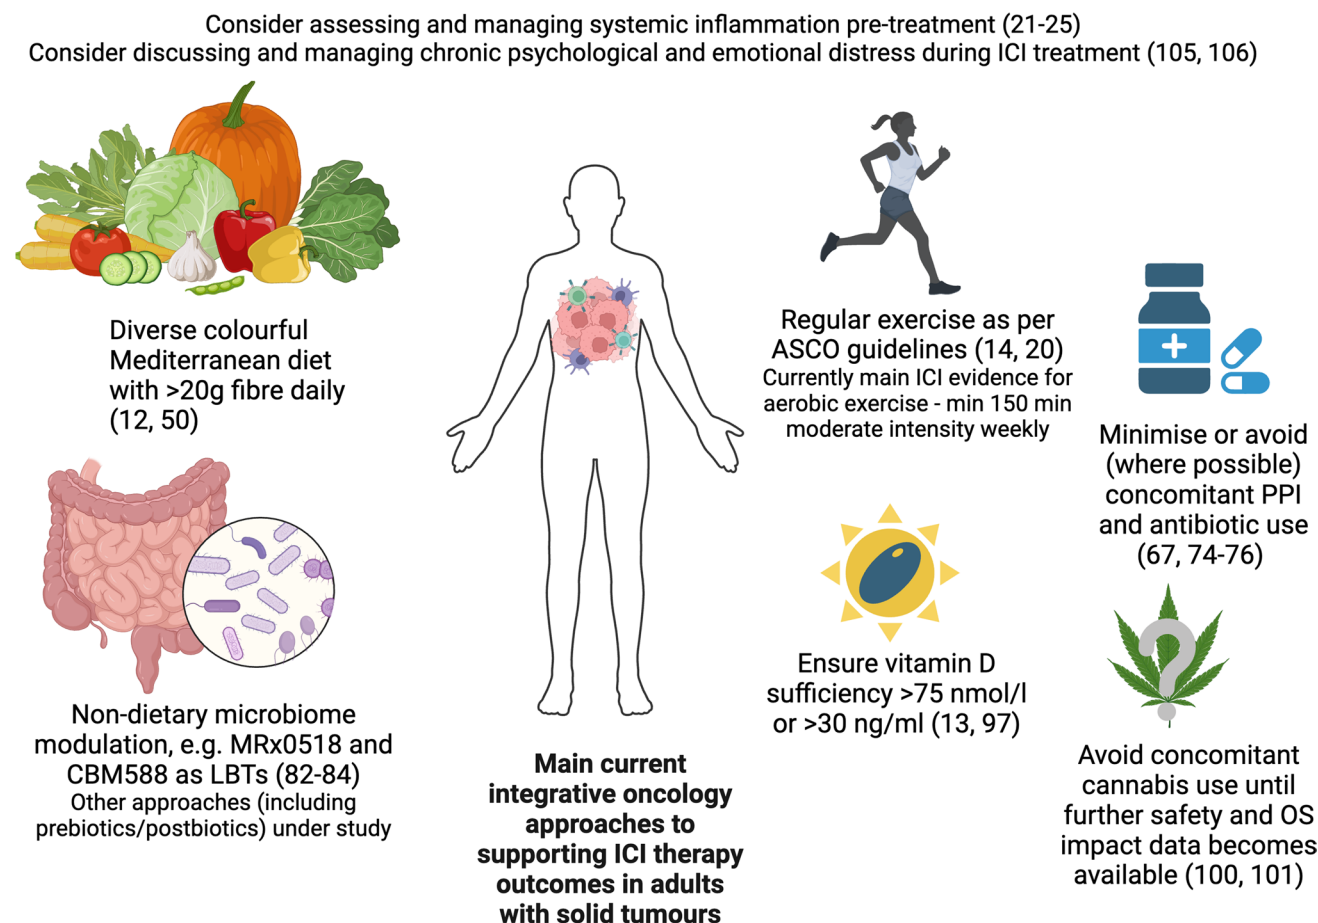 Consider assessing and managing systemic inflammation pre-treatment (21-25)
Consider discussing and managing chronic psychological and emotional distress during ICI treatment (105, 106)
Diverse colourful
Mediterranean diet
with >20g fibre daily
(12, 50)
Non-dietary microbiome
modulation, e.g. MRx0518 and
CBM588 as LBTs (82-84)
Other approaches (including
prebiotics/postbiotics) under study
Main current
integrative oncology
approaches to
supporting ICI therapy
outcomes in adults
with solid tumours
Regular exercise as per
ASCO guidelines (14, 20)
Currently main ICI evidence for
aerobic exercise - min 150 min
moderate intensity weekly
Ensure vitamin D
sufficiency >75 nmol/l
or >30 ng/ml (13, 97)
Minimise or avoid
(where possible)
concomitant PPI
and antibiotic use
(67, 74-76)
?
Avoid concomitant
cannabis use until
further safety and OS
impact data becomes
available (100, 101)